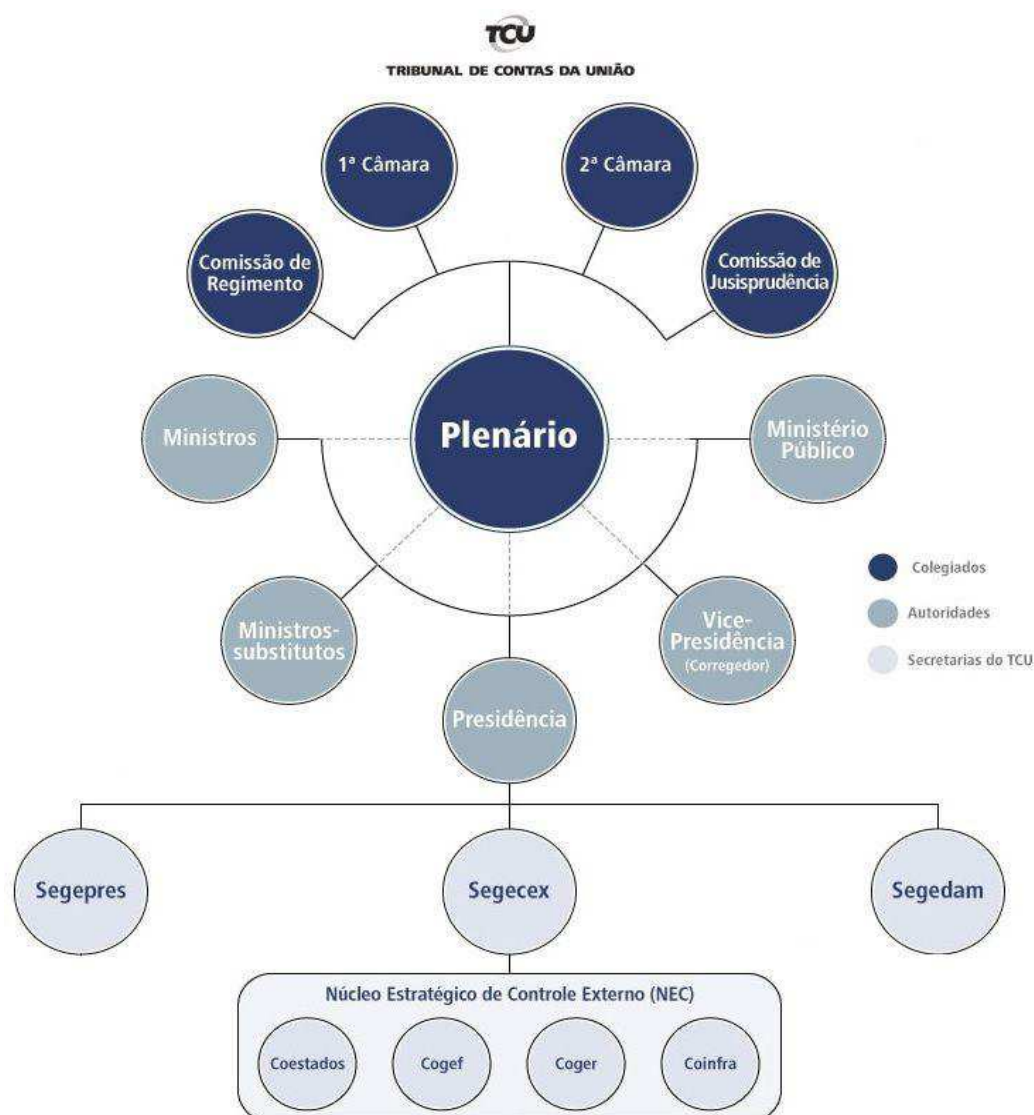 TCU
TRIBUNAL DE CONTAS DA UNIÃO
1ª Câmara
2ª Câmara
Comissão de
Regimento
Comissão de
Jusisprudência
Ministros
Plenário
Ministério
Público
Ministros-
substitutos
Vice-
Presidência
(Corregedor)
Presidência
Colegiados
Autoridades
Secretarias do TCU
Segepres
Segecex
Segedam
Núcleo Estratégico de Controle Externo (NEC)
Coestados
Cogef
Coger
Coinfra